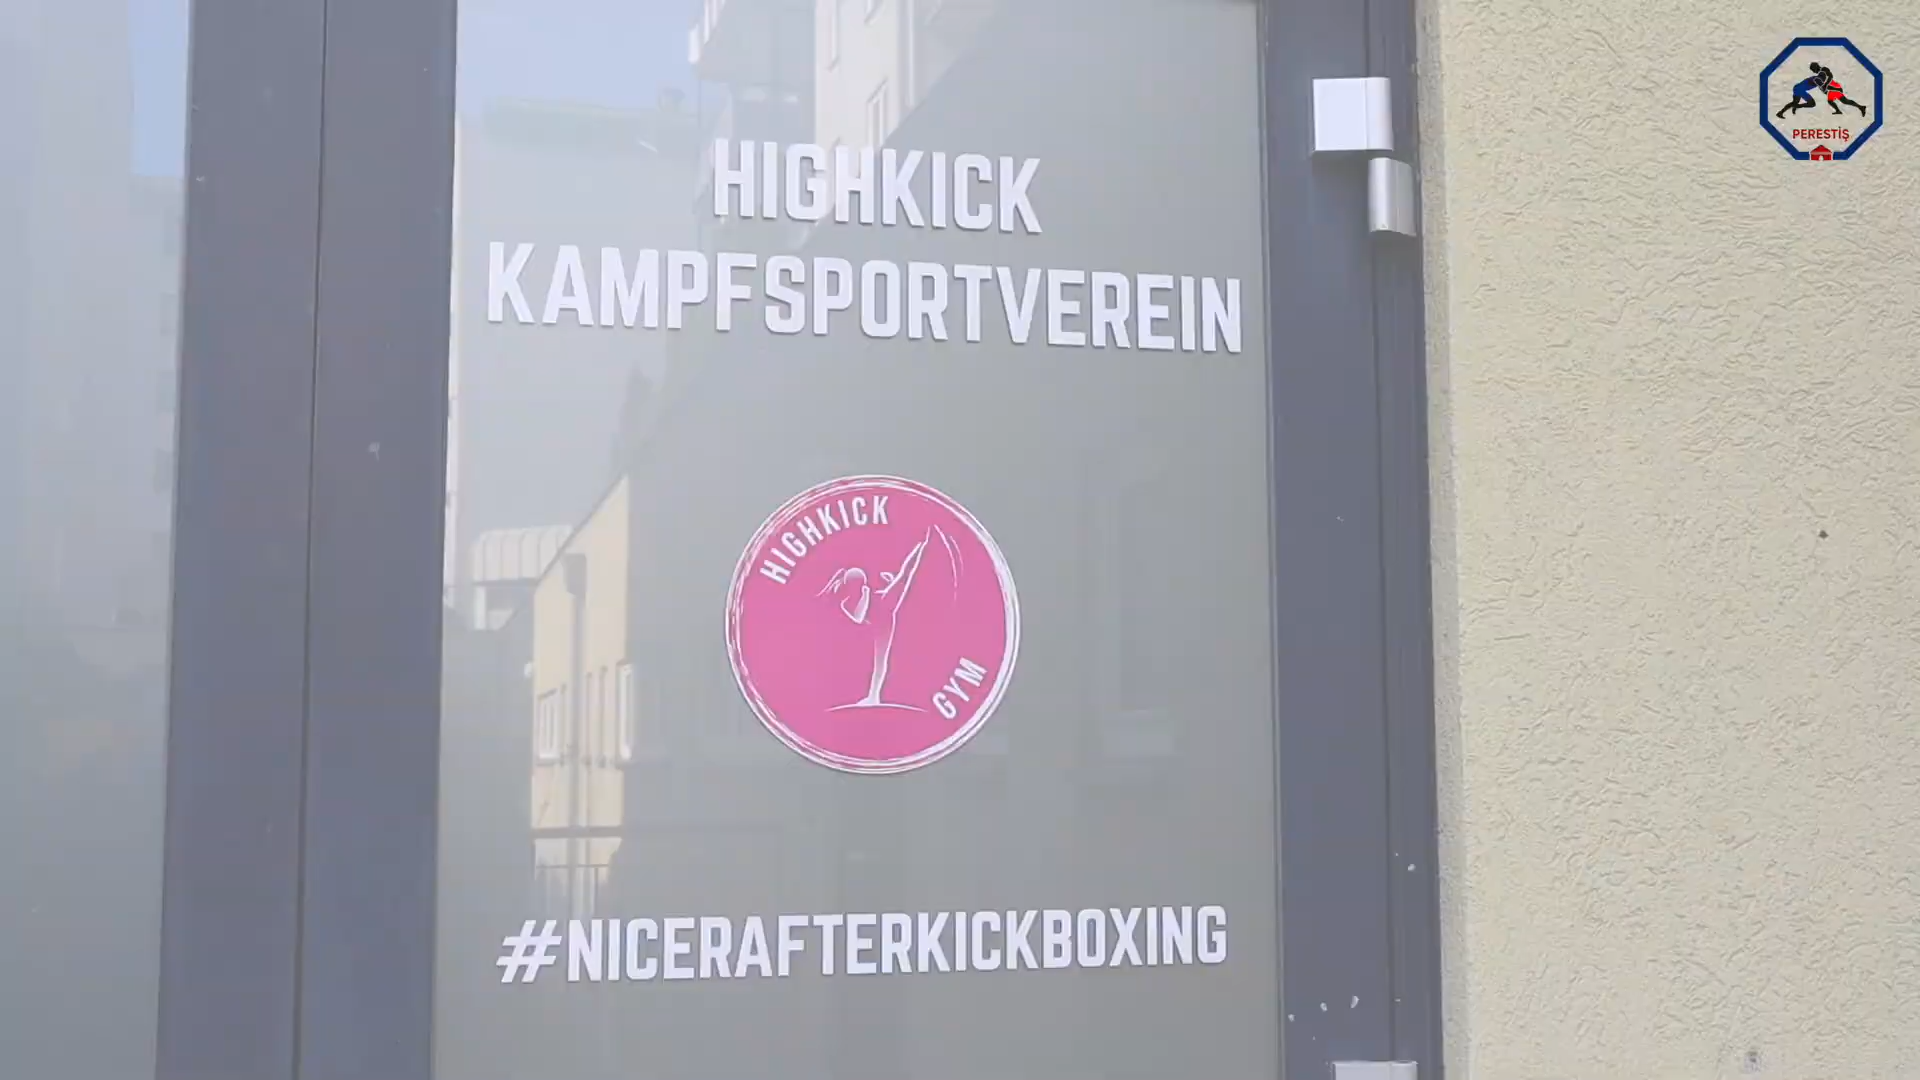 PERESTİŞ
HIGHKICK
KAMPFSPORTVEREIN
HIGHKICK
GYM
#NICERAFTERKICKBOXING